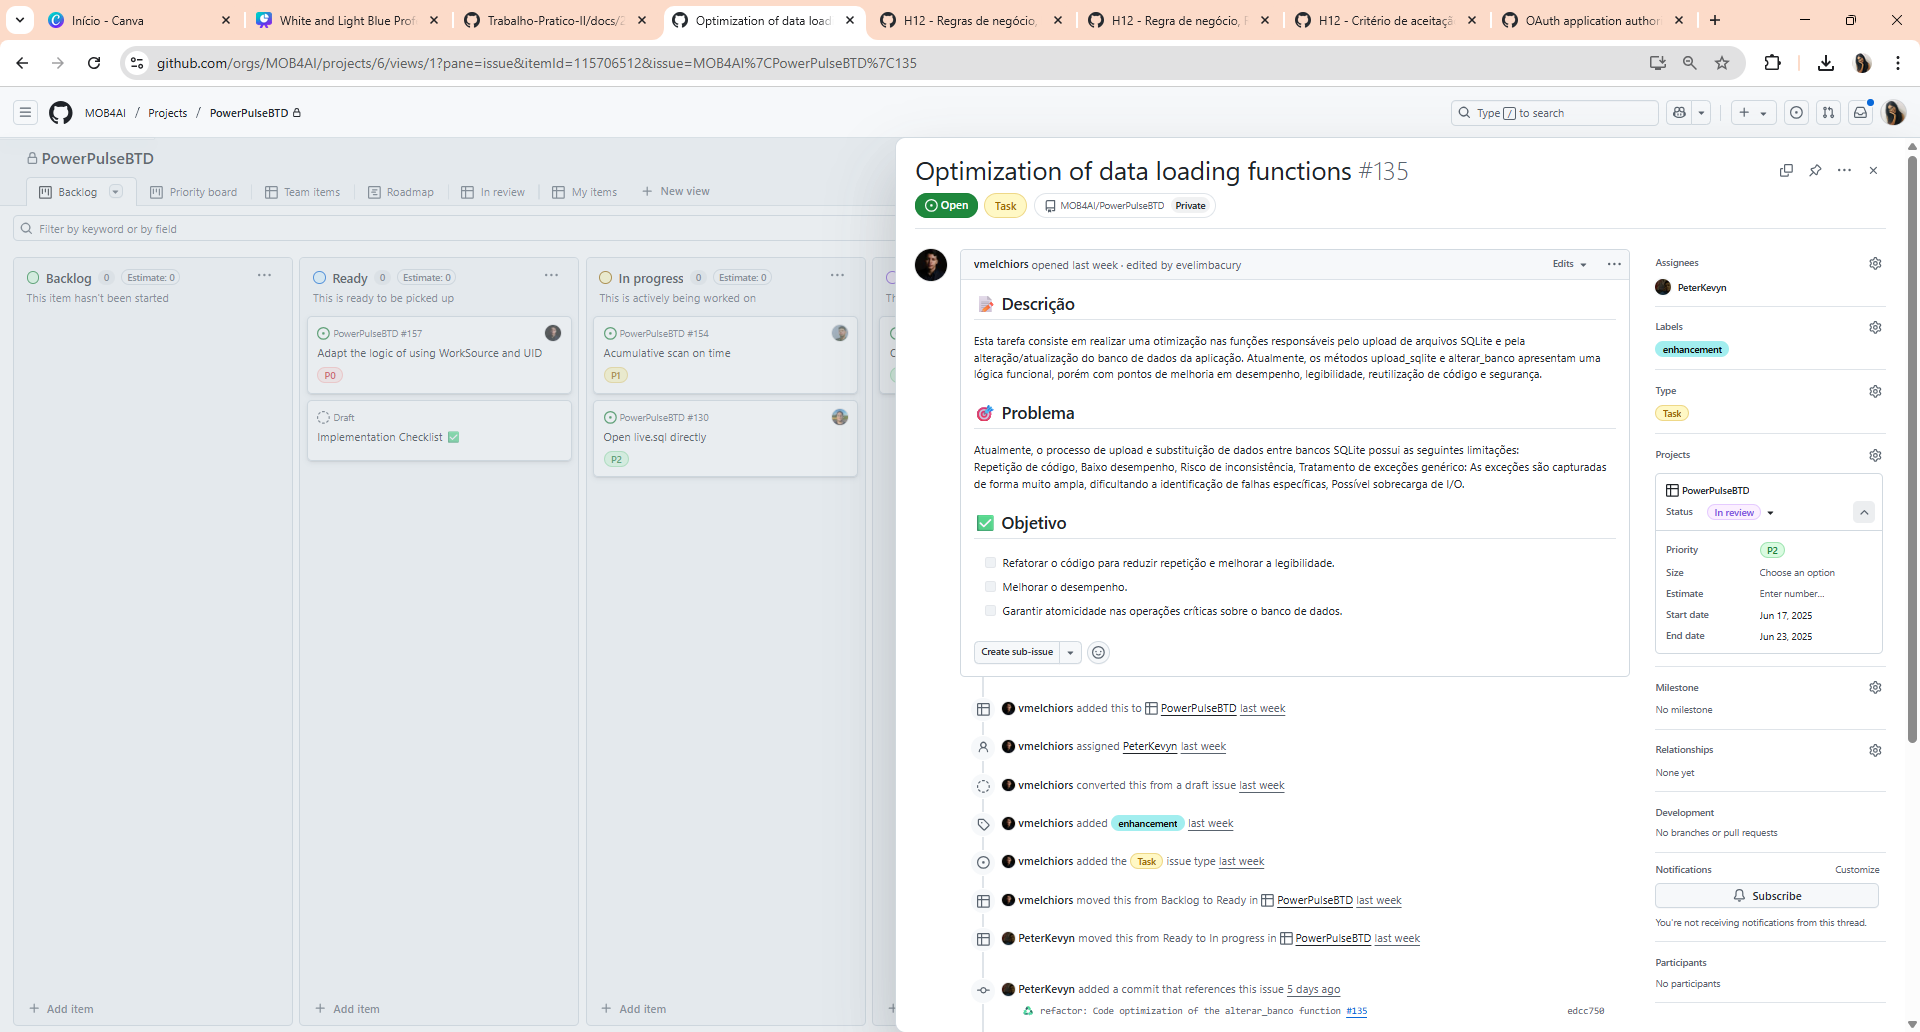 Início - Canva
White and Light Blue Prof
Trabalho-Pratico-II/docs/2
Optimization of data load
H12 - Regras de negócio,
H12 - Regra de negócio, F
H12 - Critério de aceitaçã
OAuth application author
github.com/orgs/MOB4AI/projects/6/views/1?pane=issue&itemId=115706512&issue=MOB4AI%7CPowerPulseBTD%7C135
MOB4AI / Projects / PowerPulseBTD
Type / to search
PowerPulseBTD
Backlog
Priority board
Team items
Roadmap
In review
My items
New view
Filter by keyword or by field
Backlog 0 Estimate: 0
This item hasn't been started
Add item
Ready 0 Estimate: 0
This is ready to be picked up
PowerPulseBTD #157
Adapt the logic of using WorkSource and UID
P0
Draft
Implementation Checklist ✅
Add item
In progress 0 Estimate: 0
This is actively being worked on
PowerPulseBTD #154
Acumulative scan on time
P1
PowerPulseBTD #130
Open live.sql directly
P2
Add item
Optimization of data loading functions #135
Open Task MOB4AI/PowerPulseBTD Private
vmelchiors opened last week · edited by evelimbacury
Edits
📝 Descrição
Esta tarefa consiste em realizar uma otimização nas funções responsáveis pelo upload de arquivos SQLite e pela
alteração/atualização do banco de dados da aplicação. Atualmente, os métodos upload_sqlite e alterar_banco apresentam uma
lógica funcional, porém com pontos de melhoria em desempenho, legibilidade, reutilização de código e segurança.
🎯 Problema
Atualmente, o processo de upload e substituição de dados entre bancos SQLite possui as seguintes limitações:
Repetição de código, Baixo desempenho, Risco de inconsistência, Tratamento de exceções genérico: As exceções são capturadas
de forma muito ampla, dificultando a identificação de falhas específicas, Possível sobrecarga de I/O.
✅ Objetivo
Refatorar o código para reduzir repetição e melhorar a legibilidade.
Melhorar o desempenho.
Garantir atomicidade nas operações críticas sobre o banco de dados.
Create sub-issue
vmelchiors added this to PowerPulseBTD last week
vmelchiors assigned PeterKevyn last week
vmelchiors converted this from a draft issue last week
vmelchiors added enhancement last week
vmelchiors added the Task issue type last week
vmelchiors moved this from Backlog to Ready in PowerPulseBTD last week
PeterKevyn moved this from Ready to In progress in PowerPulseBTD last week
PeterKevyn added a commit that references this issue 5 days ago
♻️ refactor: Code optimization of the alterar_banco function #135
edcc750
Assignees
PeterKevyn
Labels
enhancement
Type
Task
Projects
PowerPulseBTD
Status In review
Priority P2
Size Choose an option
Estimate Enter number...
Start date Jun 17, 2025
End date Jun 23, 2025
Milestone
No milestone
Relationships
None yet
Development
No branches or pull requests
Notifications Customize
Subscribe
You're not receiving notifications from this thread.
Participants
No participants